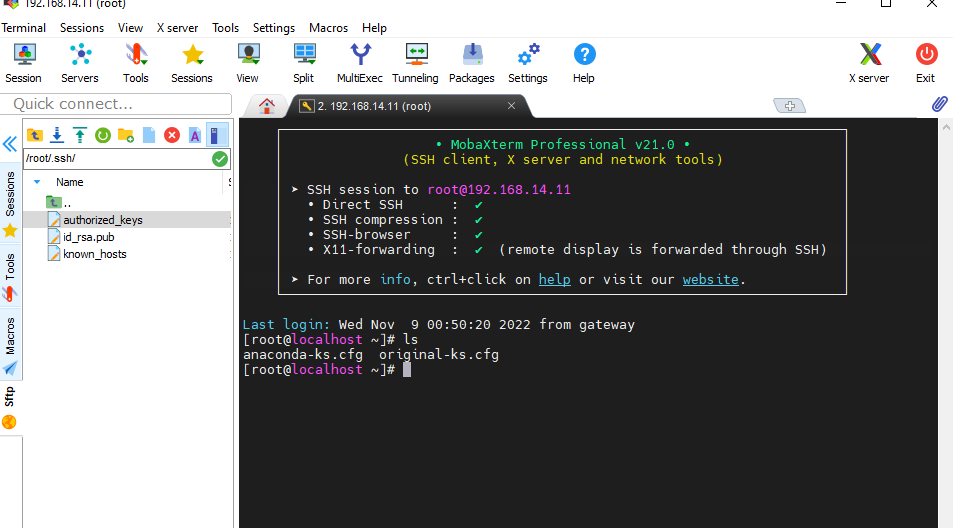 192.168.14.11 (root)
Terminal Sessions View X server Tools Settings Macros Help
Session Servers Tools Sessions View Split MultiExec Tunneling Packages Settings Help X server Exit
Quick connect...
2. 192.168.14.11 (root)
/root/.ssh/
Name
..
authorized_keys
id_rsa.pub
known_hosts
Sessions
Tools
Macros
Sftp
• MobaXterm Professional v21.0 •
(SSH client, X server and network tools)
➤ SSH session to root@192.168.14.11
• Direct SSH : ✔
• SSH compression : ✔
• SSH-browser : ✔
• X11-forwarding : ✔ (remote display is forwarded through SSH)
➤ For more info, ctrl+click on help or visit our website.
Last login: Wed Nov 9 00:50:20 2022 from gateway
[root@localhost ~]# ls
anaconda-ks.cfg original-ks.cfg
[root@localhost ~]#